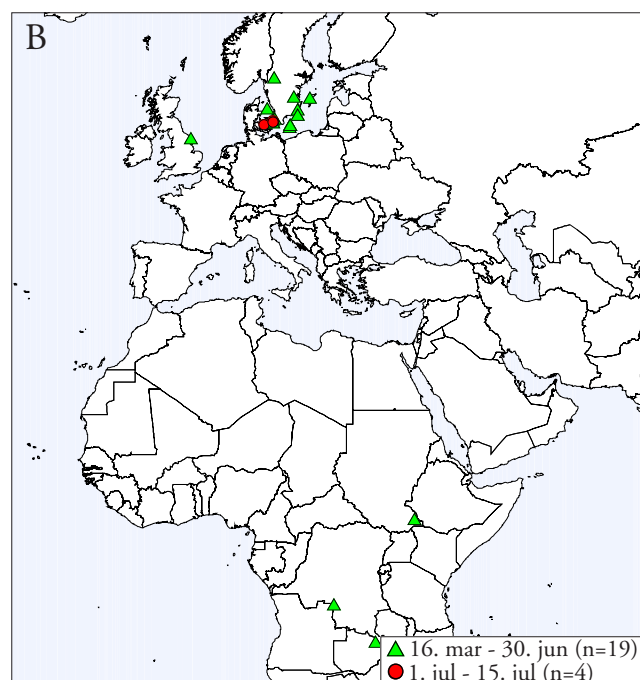 B
16. mar - 30. jun (n=19)
1. jul - 15. jul (n=4)